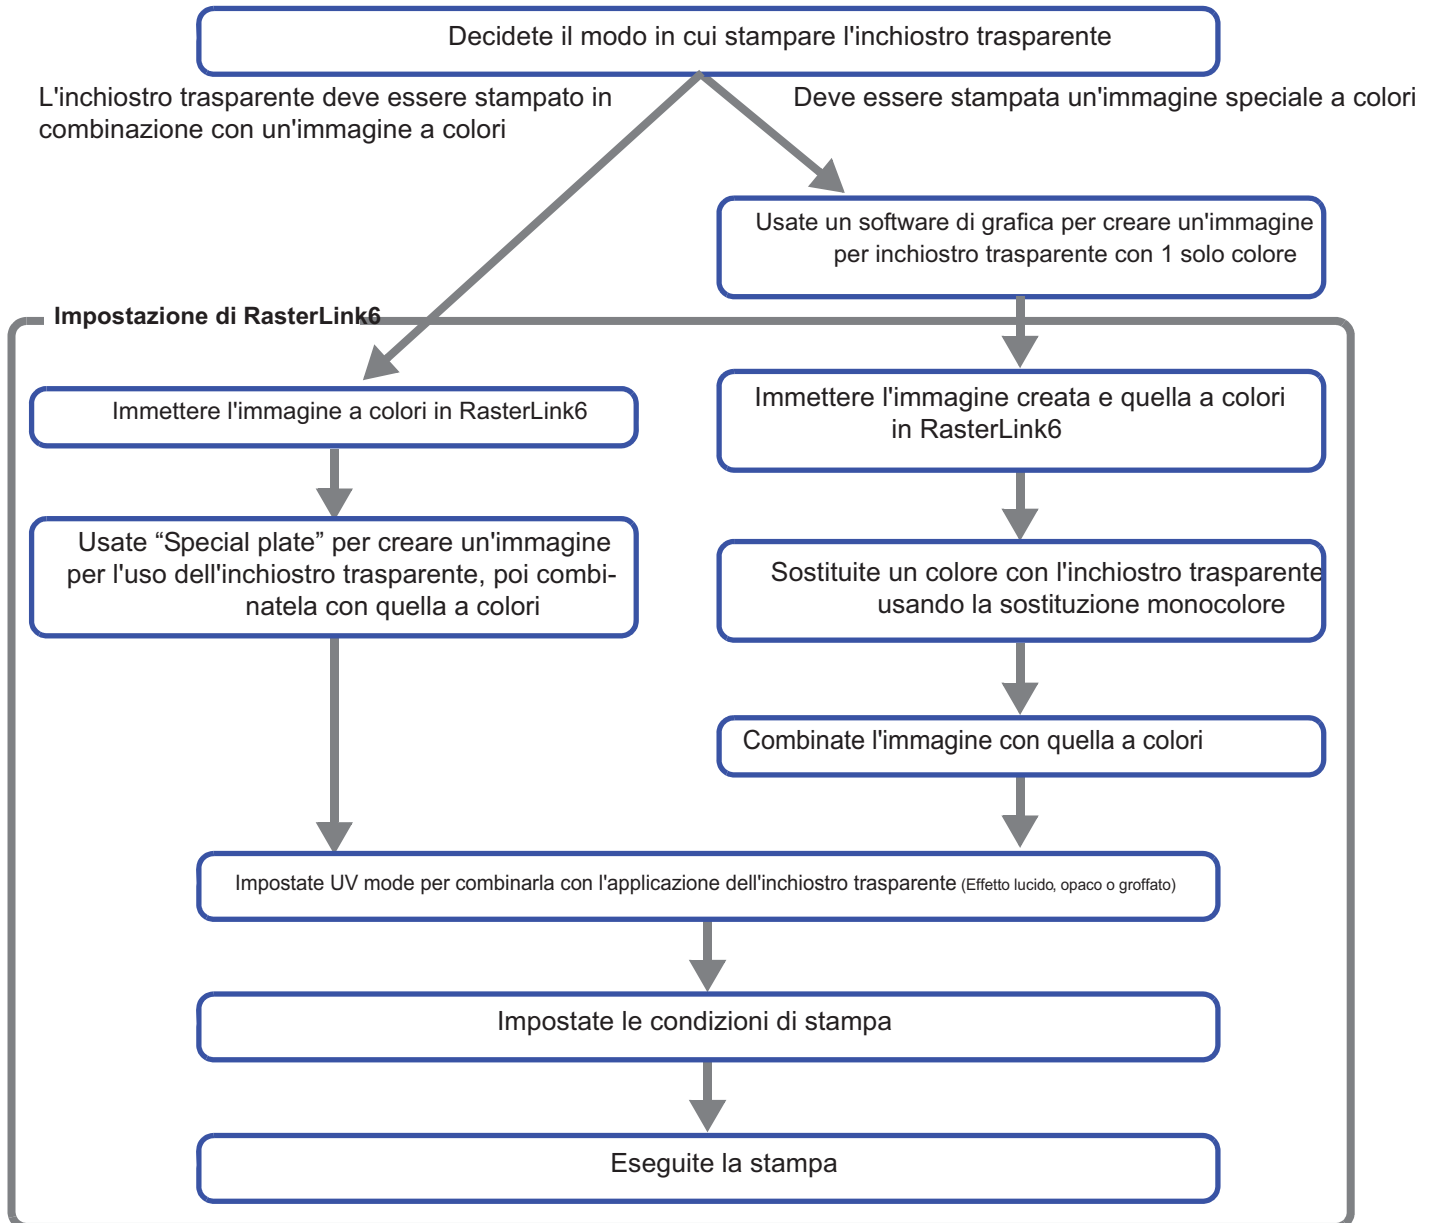 Decidete il modo in cui stampare l'inchiostro trasparente
L'inchiostro trasparente deve essere stampato in
combinazione con un'immagine a colori
Deve essere stampata un'immagine speciale a colori
Usate un software di grafica per creare un'immagine
per inchiostro trasparente con 1 solo colore
Impostazione di RasterLink6
Immettere l'immagine a colori in RasterLink6
Usate “Special plate” per creare un'immagine
per l'uso dell'inchiostro trasparente, poi combi-
natela con quella a colori
Immettere l'immagine creata e quella a colori
in RasterLink6
Sostituite un colore con l'inchiostro trasparente
usando la sostituzione monocolore
Combinate l'immagine con quella a colori
Impostate UV mode per combinarla con l'applicazione dell'inchiostro trasparente (Effetto lucido, opaco o groffato)
Impostate le condizioni di stampa
Eseguite la stampa